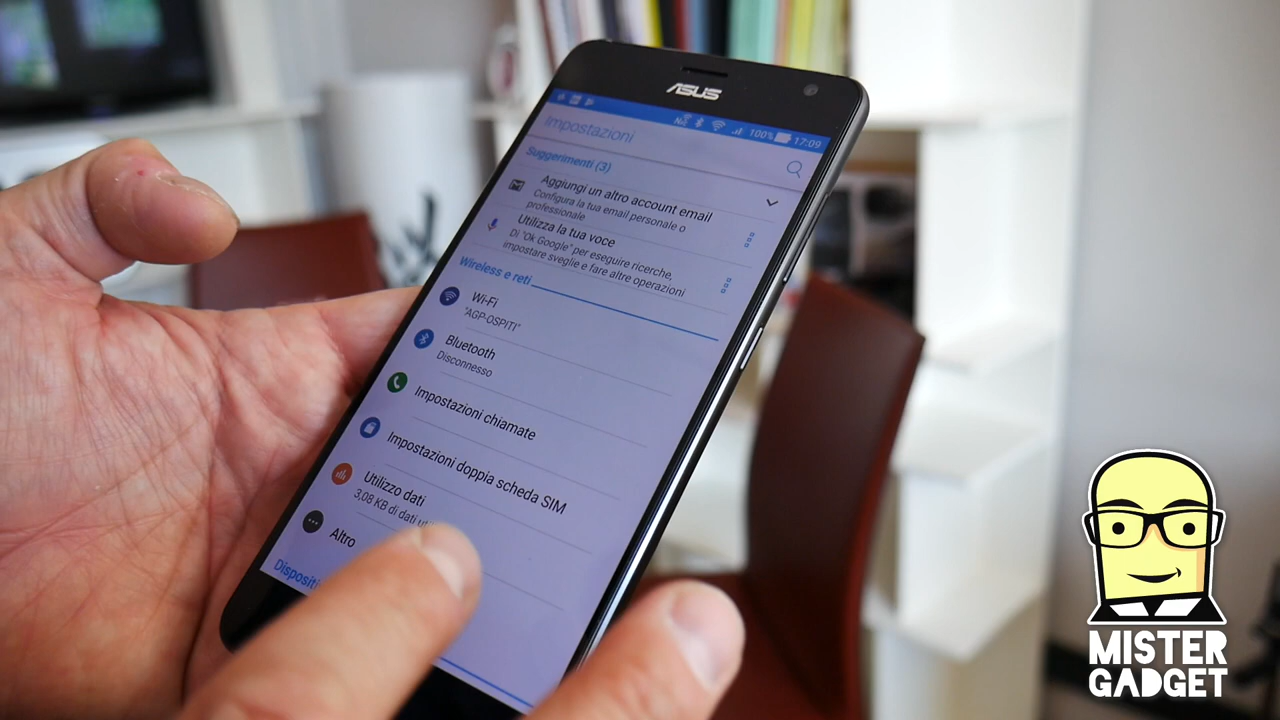 ASUS
100% 17:09
Impostazioni
Suggerimenti (3)
Aggiungi un altro account email
Configura la tua email personale o
professionale
Utilizza la tua voce
Di "Ok Google" per eseguire ricerche,
impostare sveglie e fare altre operazioni
Wireless e reti
Wi-Fi
"AGP-OSPITI"
Bluetooth
Disconnesso
Impostazioni chiamate
Impostazioni doppia scheda SIM
Utilizzo dati
3,08 KB di dati
Altro
MISTER
GADGET